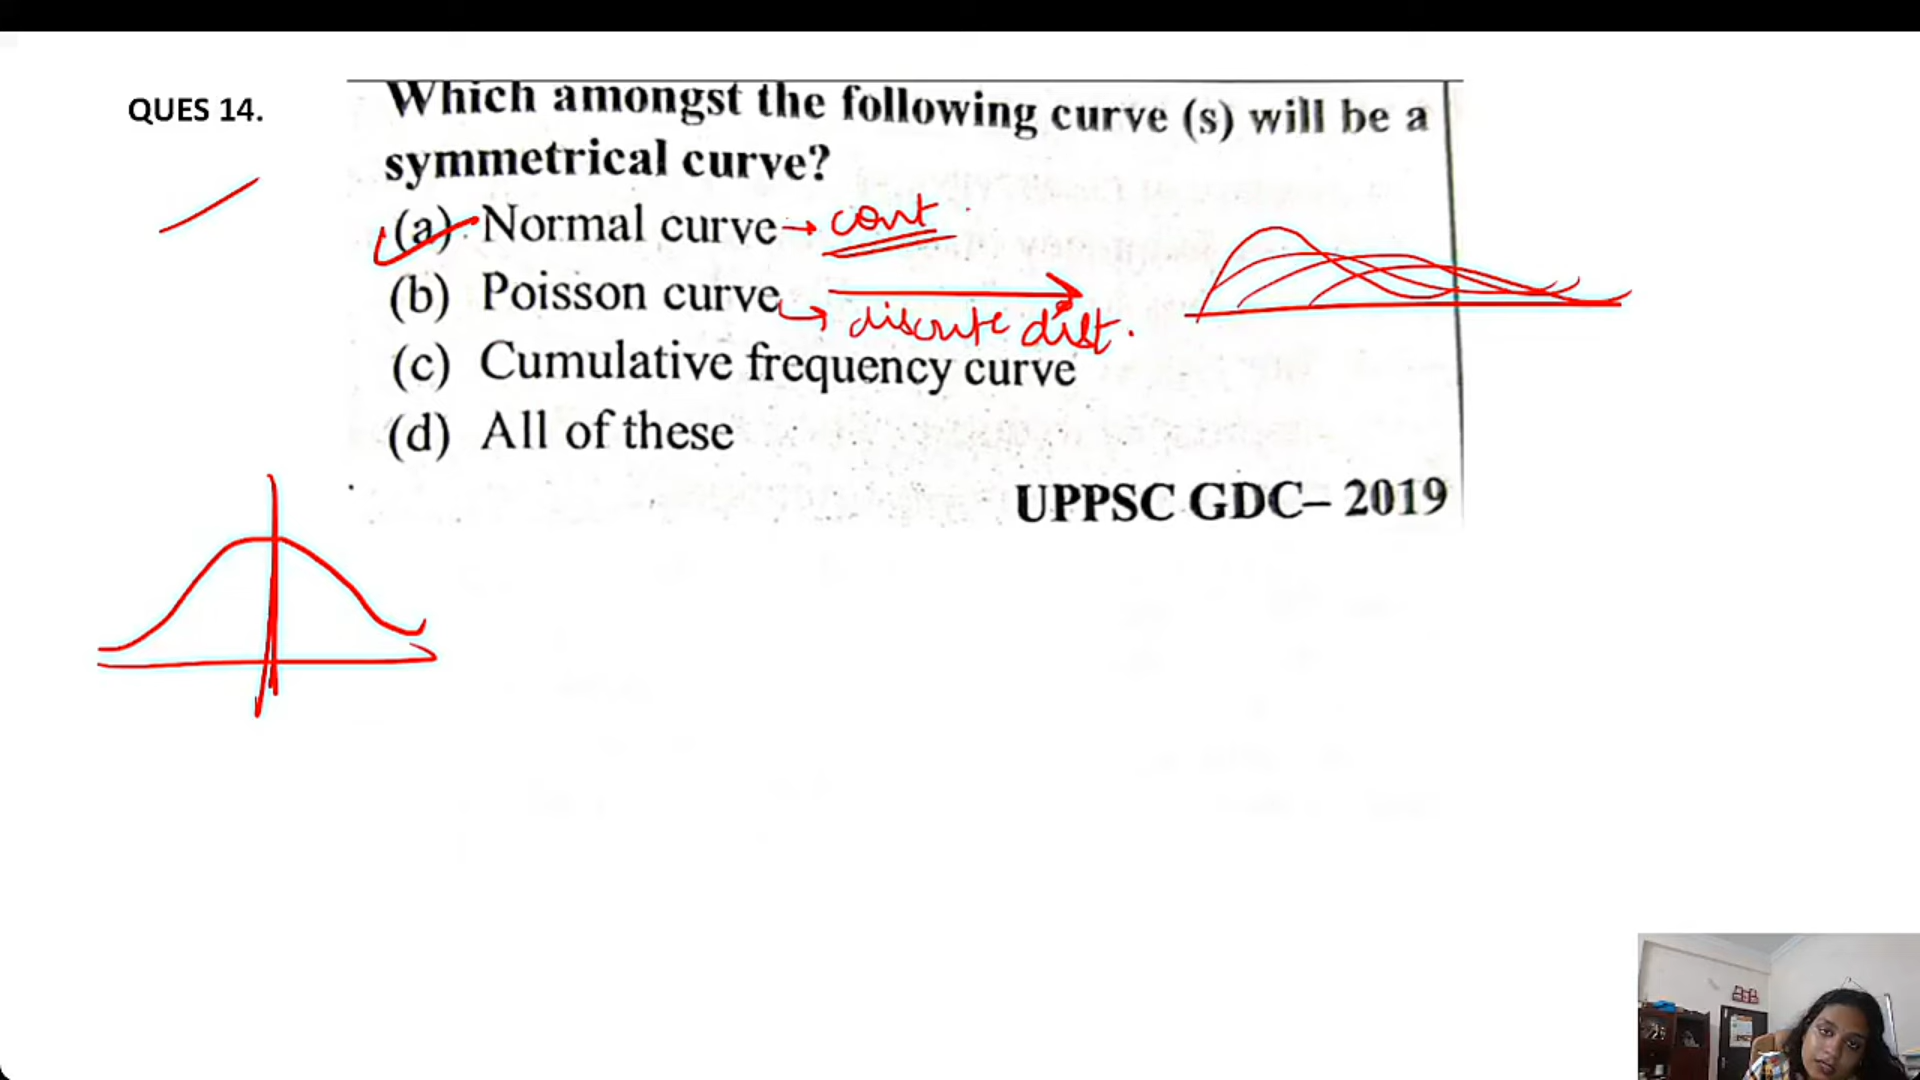 QUES 14.
Which amongst the following curve (s) will be a
symmetrical curve?
(a) Normal curve → cont
(b) Poisson curve
→ discrete dist.
(c) Cumulative frequency curve
(d) All of these
UPPSC GDC– 2019